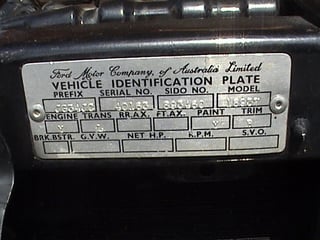 Ford Motor Company, of Australia Limited
VEHICLE IDENTIFICATION PLATE
PREFIX SERIAL NO. SIDO NO. MODEL
ENGINE TRANS RR.AX. FT.AX. PAINT TRIM
BRK.BSTR. G.V.W. NET H.P. R.P.M. S.V.O.